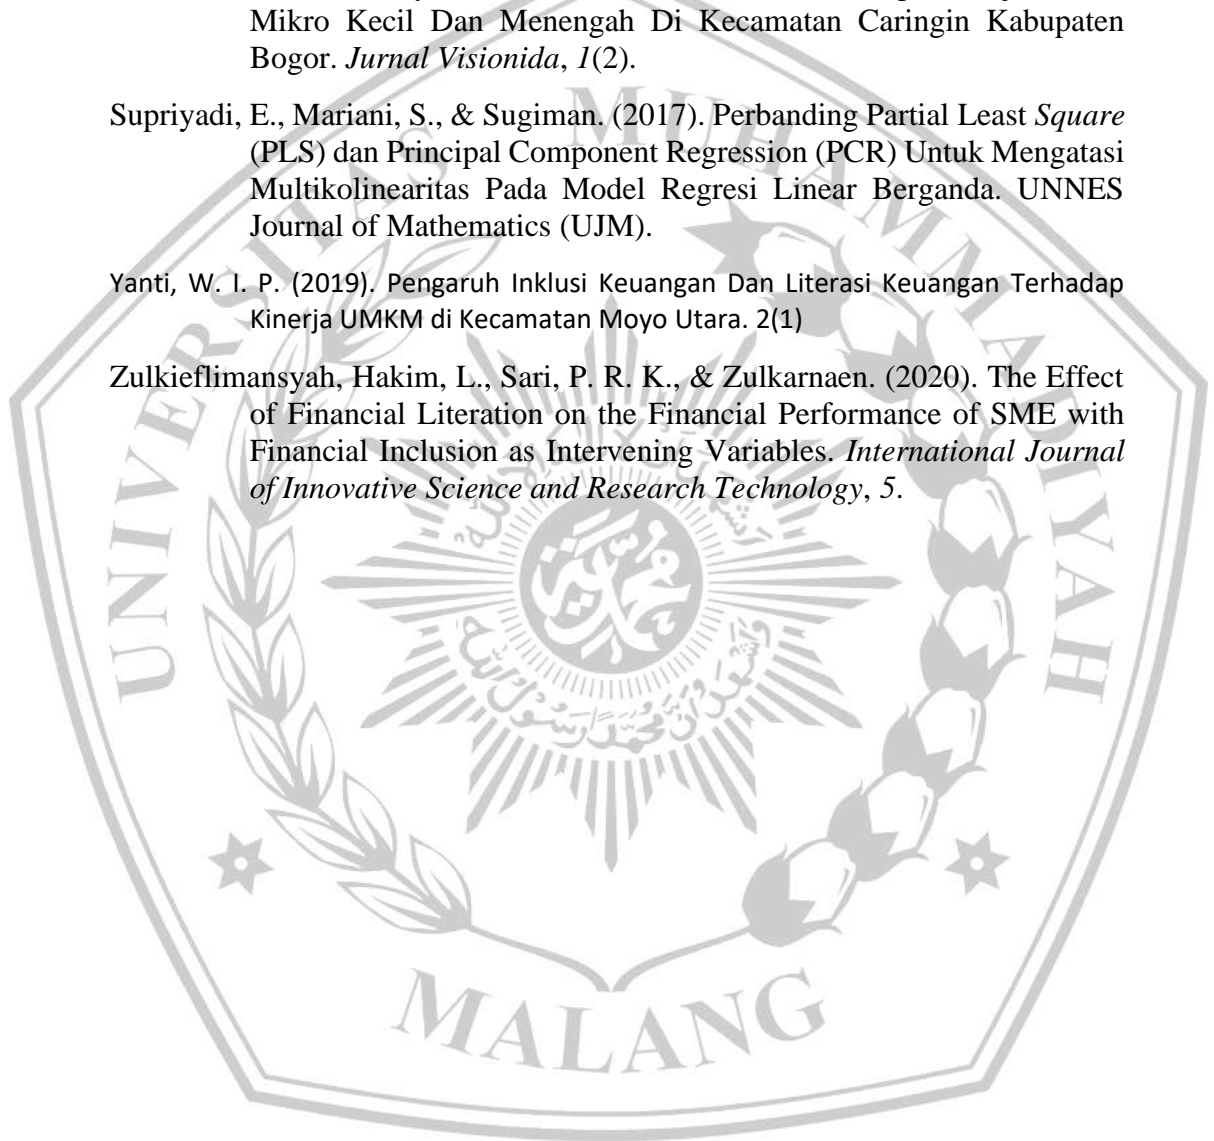 Mikro Kecil Dan Menengah Di Kecamatan Caringin Kabupaten
Bogor. Jurnal Visionida, 1(2).
Supriyadi, E., Mariani, S., & Sugiman. (2017). Perbanding Partial Least Square
(PLS) dan Principal Component Regression (PCR) Untuk Mengatasi
Multikolinearitas Pada Model Regresi Linear Berganda. UNNES
Journal of Mathematics (UJM).
Yanti, W. I. P. (2019). Pengaruh Inklusi Keuangan Dan Literasi Keuangan Terhadap
Kinerja UMKM di Kecamatan Moyo Utara. 2(1)
Zulkieflimansyah, Hakim, L., Sari, P. R. K., & Zulkarnaen. (2020). The Effect
of Financial Literation on the Financial Performance of SME with
Financial Inclusion as Intervening Variables. International Journal
of Innovative Science and Research Technology, 5.
UNIVERSITAS MUHAMMADIYAH
MALANG